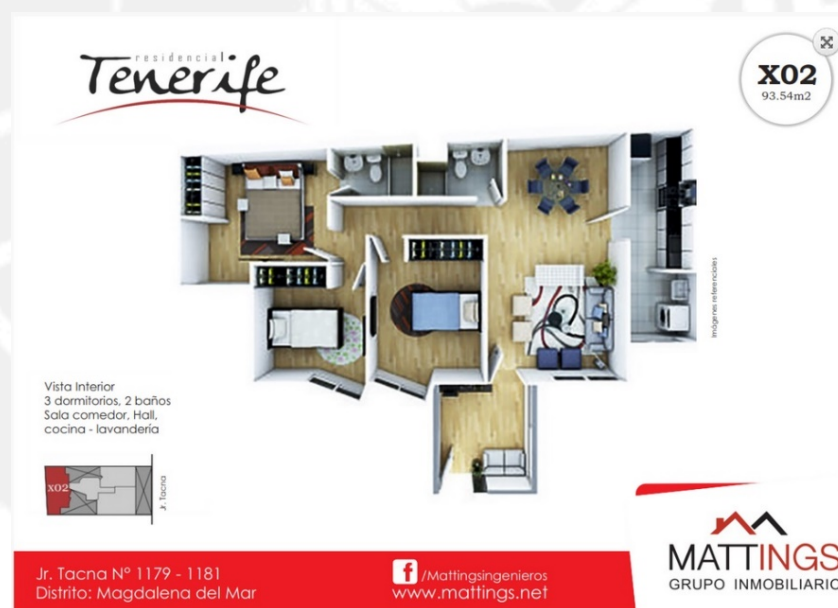 residencial
Tenerife
X02
93.54m2
Imágenes referenciales
Vista Interior
3 dormitorios, 2 baños
Sala comedor, Hall,
cocina - lavandería
X02
Jr. Tacna
Jr. Tacna Nº 1179 - 1181
Distrito: Magdalena del Mar
f /Mattingsingenieros
www.mattings.net
MATTINGS
GRUPO INMOBILIARIO